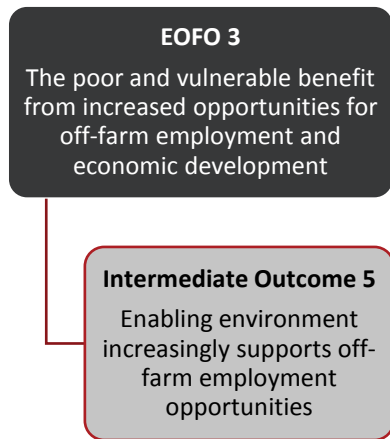 EOFO 3
The poor and vulnerable benefit
from increased opportunities for
off-farm employment and
economic development
Intermediate Outcome 5
Enabling environment
increasingly supports off-
farm employment
opportunities